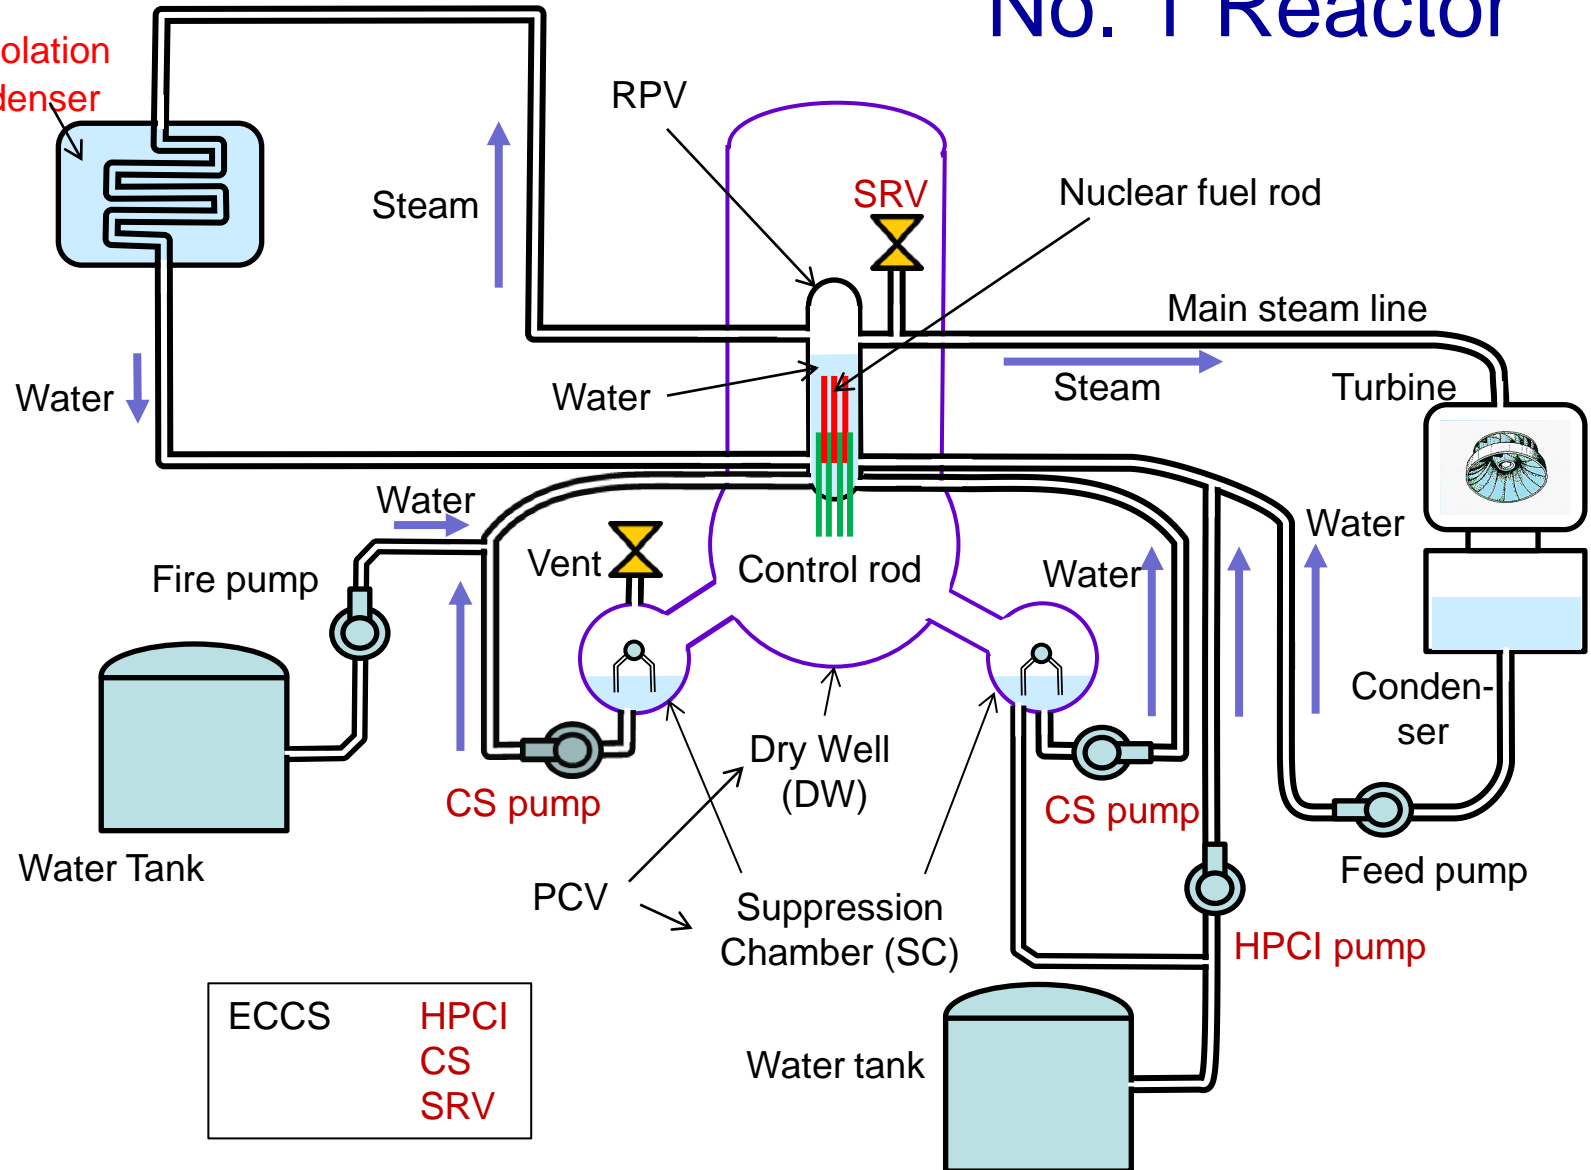 No. 1 Reactor
olation
denser
RPV
SRV
Nuclear fuel rod
Steam
Main steam line
Water
Water
Steam
Turbine
Water
Vent
Control rod
Water
Water
Fire pump
Conden-
ser
Dry Well
(DW)
CS pump
CS pump
Water Tank
PCV
Suppression
Chamber (SC)
Feed pump
HPCI pump
ECCS HPCI
CS
SRV
Water tank